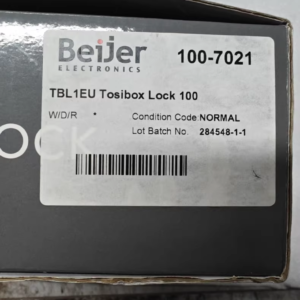 Beijer
ELECTRONICS
100-7021
TBL1EU Tosibox Lock 100
W/D/R *
Condition Code: NORMAL
Lot Batch No. 284548-1-1
OCK